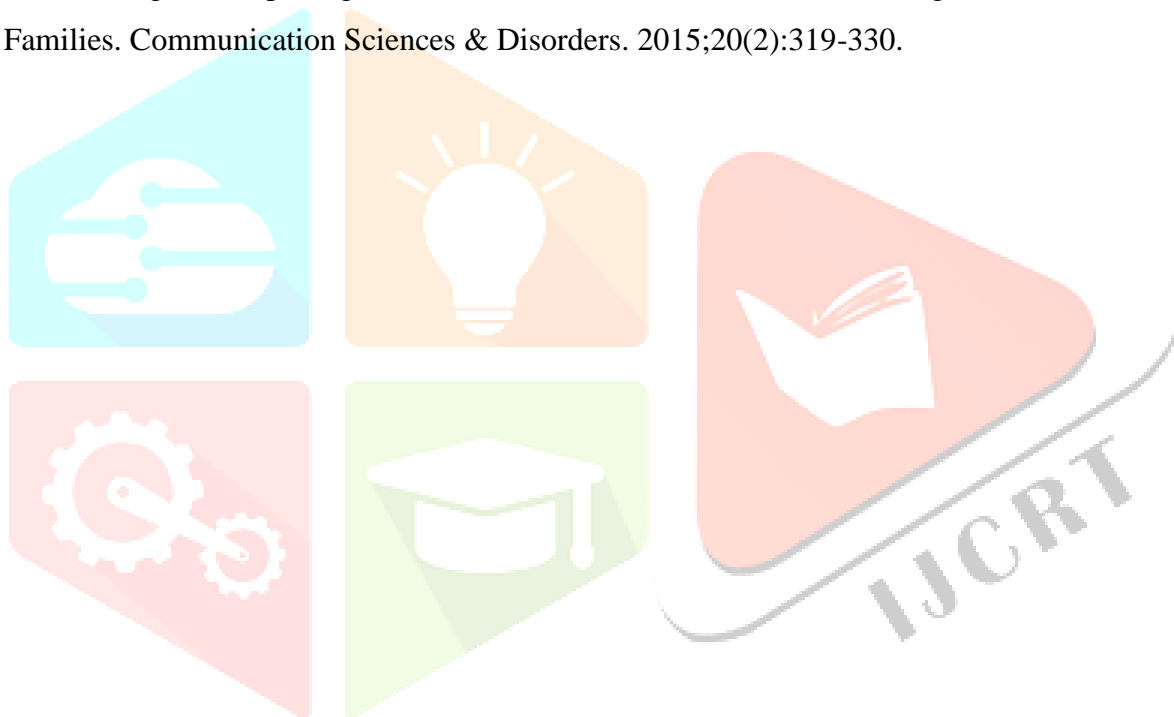 Families. Communication Sciences & Disorders. 2015;20(2):319-330.
IJCRT